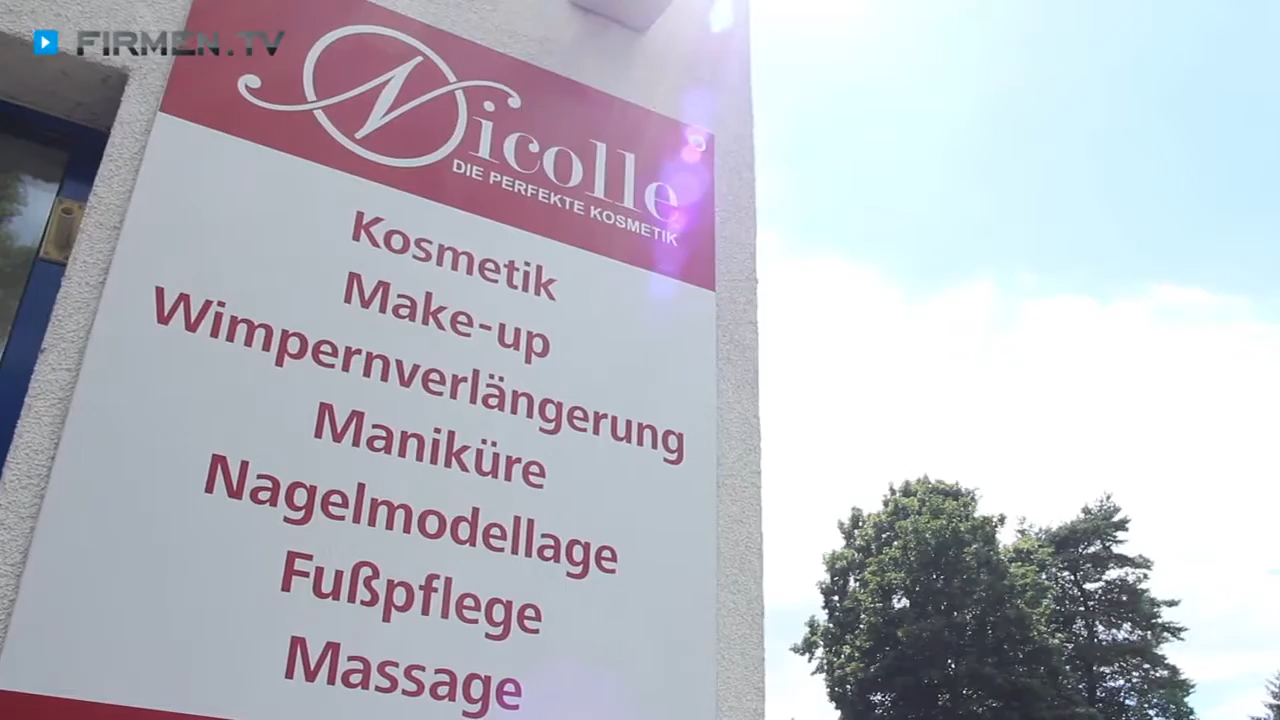 FIRMEN.TV
Nicolle
DIE PERFEKTE KOSMETIK
Kosmetik
Make-up
Wimpernverlängerung
Maniküre
Nagelmodellage
Fußpflege
Massage